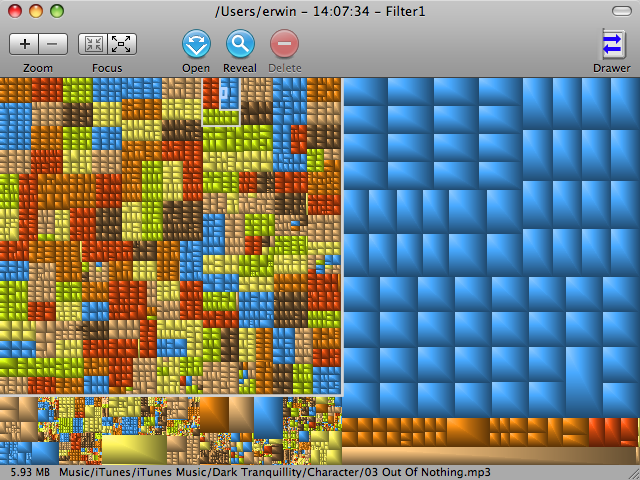 /Users/erwin - 14:07:34 - Filter1
Zoom Focus Open Reveal Delete Drawer
5.93 MB Music/iTunes/iTunes Music/Dark Tranquillity/Character/03 Out Of Nothing.mp3